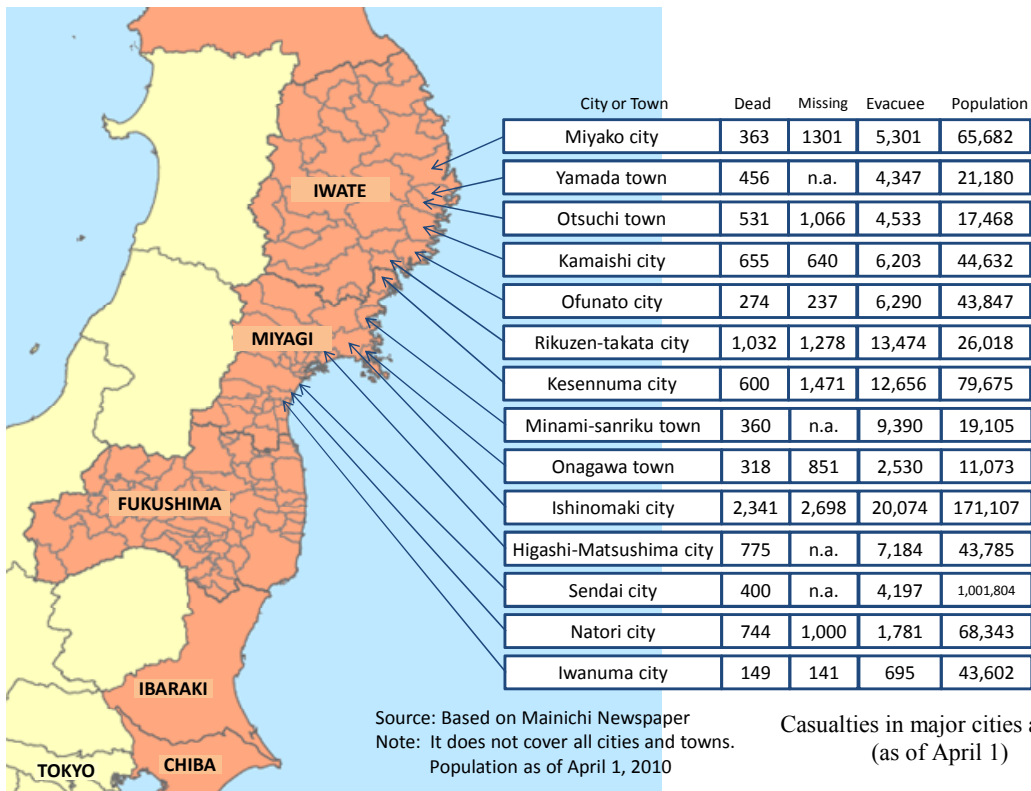 City or Town Dead Missing Evacuee Population
Miyako city 363 1301 5,301 65,682
Yamada town 456 n.a. 4,347 21,180
Otsuchi town 531 1,066 4,533 17,468
Kamaishi city 655 640 6,203 44,632
Ofunato city 274 237 6,290 43,847
Rikuzen-takata city 1,032 1,278 13,474 26,018
Kesennuma city 600 1,471 12,656 79,675
Minami-sanriku town 360 n.a. 9,390 19,105
Onagawa town 318 851 2,530 11,073
Ishinomaki city 2,341 2,698 20,074 171,107
Higashi-Matsushima city 775 n.a. 7,184 43,785
Sendai city 400 n.a. 4,197 1,001,804
Natori city 744 1,000 1,781 68,343
Iwanuma city 149 141 695 43,602
IWATE
MIYAGI
FUKUSHIMA
IBARAKI
CHIBA
TOKYO
Source: Based on Mainichi Newspaper
Note: It does not cover all cities and towns.
Population as of April 1, 2010
Casualties in major cities
(as of April 1)